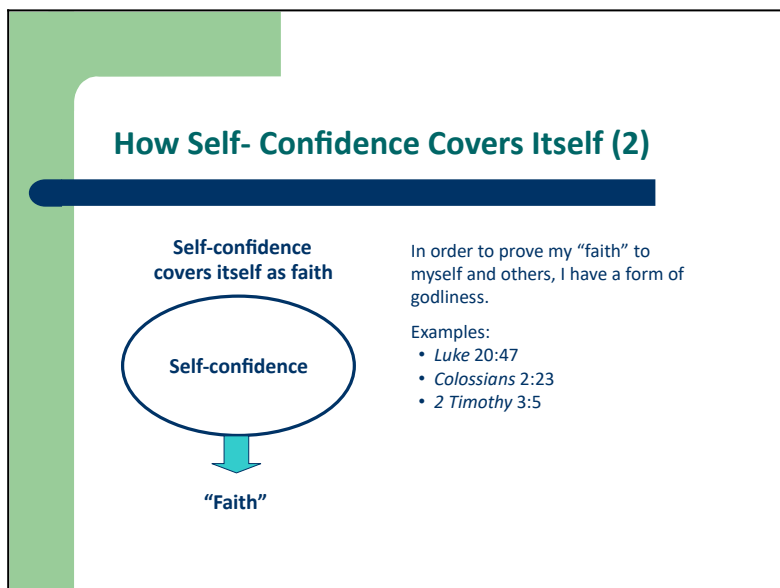 How Self- Confidence Covers Itself (2)
Self-confidence
covers itself as faith
Self-confidence
“Faith”
In order to prove my “faith” to
myself and others, I have a form of
godliness.
Examples:
• Luke 20:47
• Colossians 2:23
• 2 Timothy 3:5